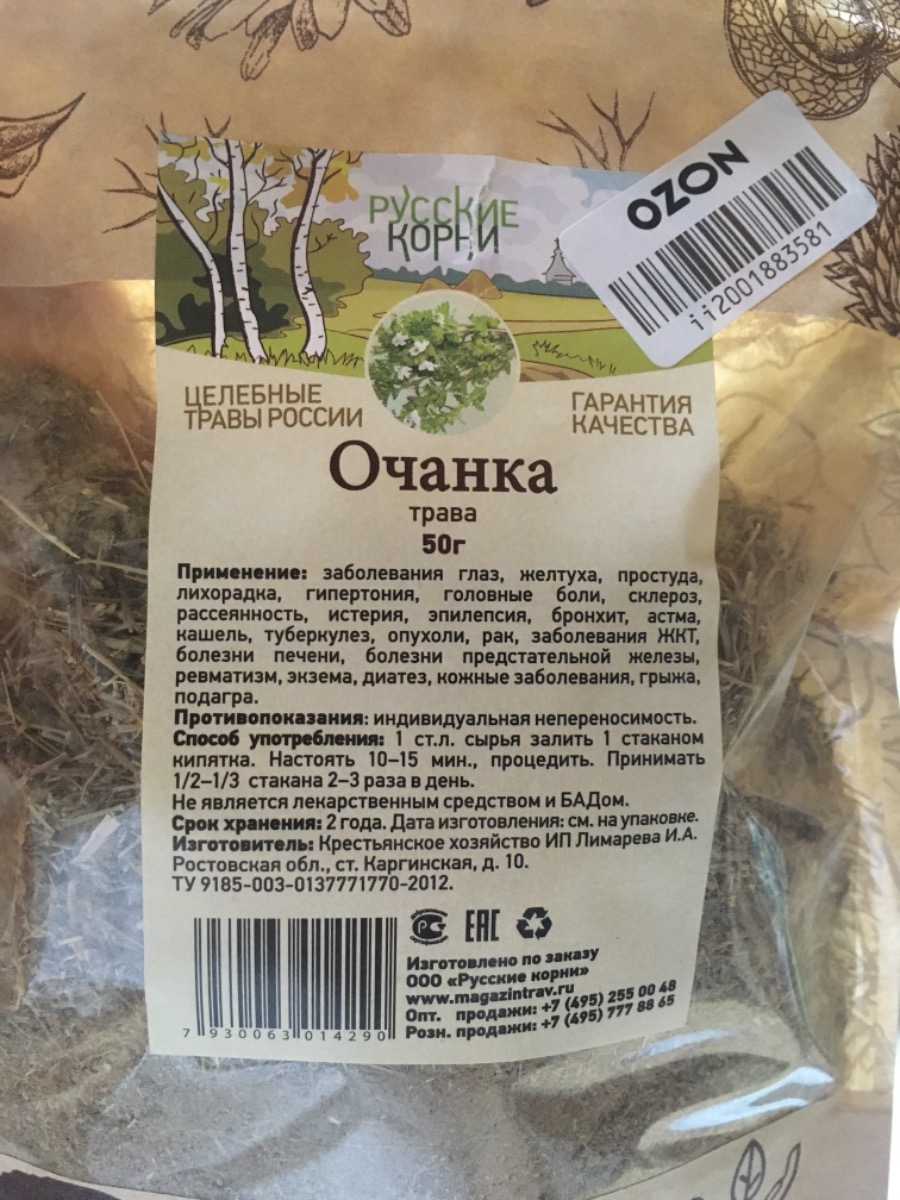 OZON
ii2001883581
РУССКИЕ
КОРНИ
ЦЕЛЕБНЫЕ
ТРАВЫ РОССИИ
ГАРАНТИЯ
КАЧЕСТВА
Очанка
трава
50г
Применение: заболевания глаз, желтуха, простуда,
лихорадка, гипертония, головные боли, склероз,
рассеянность, истерия, эпилепсия, бронхит, астма,
кашель, туберкулез, опухоли, рак, заболевания ЖКТ,
болезни печени, болезни предстательной железы,
ревматизм, экзема, диатез, кожные заболевания, грыжа,
подагра.
Противопоказания: индивидуальная непереносимость.
Способ употребления: 1 ст.л. сырья залить 1 стаканом
кипятка. Настоять 10–15 мин., процедить. Принимать
1/2–1/3 стакана 2–3 раза в день.
Не является лекарственным средством и БАДом.
Срок хранения: 2 года. Дата изготовления: см. на упаковке.
Изготовитель: Крестьянское хозяйство ИП Лимарева И.А.
Ростовская обл., ст. Каргинская, д. 10.
ТУ 9185-003-0137771770-2012.
РС ЕАС
Изготовлено по заказу
ООО «Русские корни»
www.magazintrav.ru
Опт. продажи: +7 (495) 255 00 48
Розн. продажи: +7 (495) 777 88 65
7 930063 014290